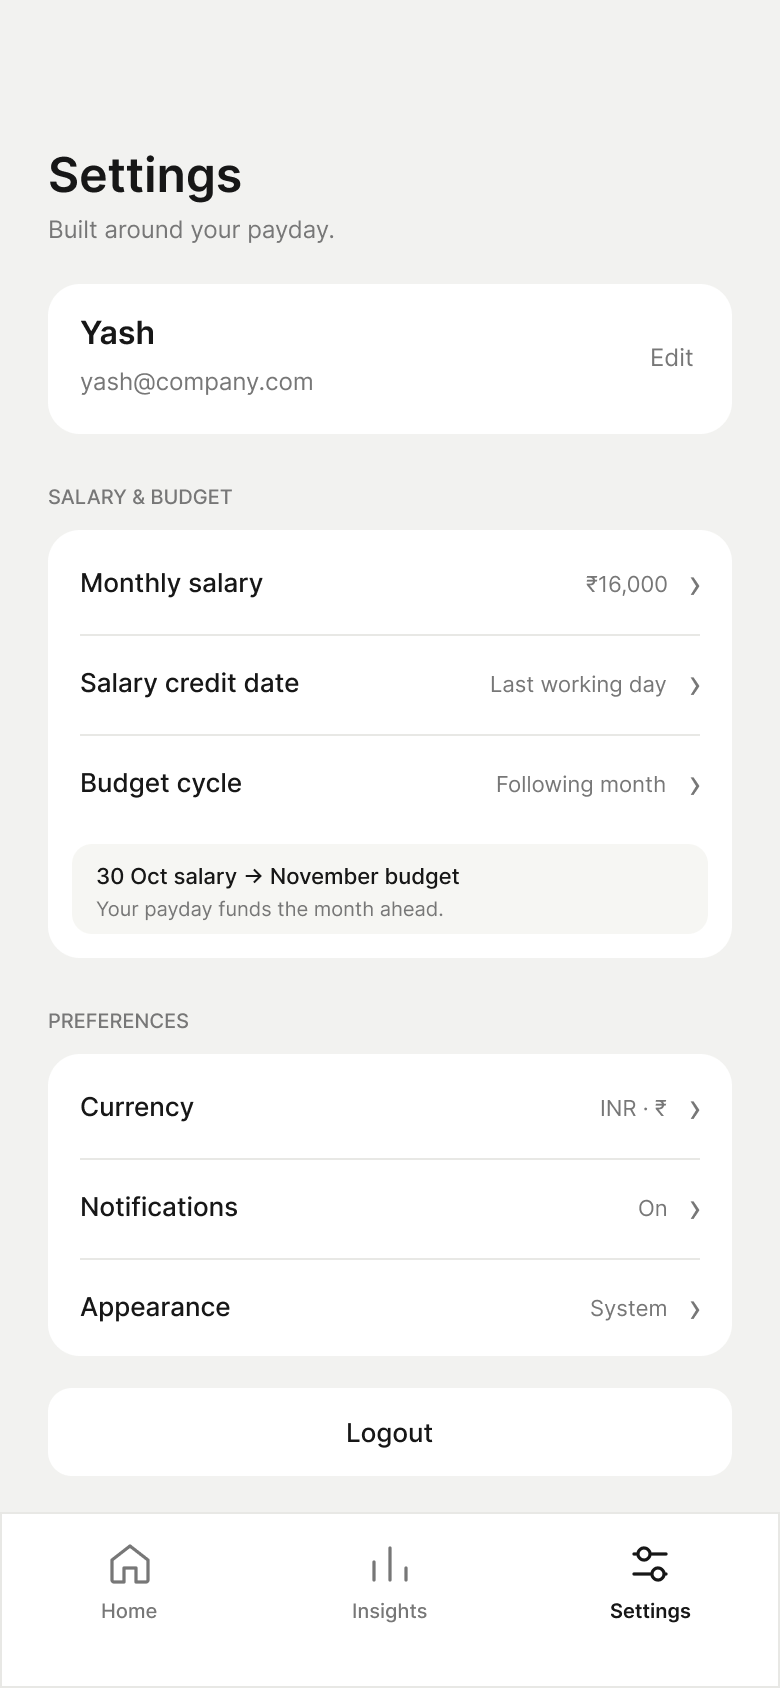 Settings
Built around your payday.
Yash
yash@company.com
Edit
SALARY & BUDGET
Monthly salary ₹16,000 ›
Salary credit date Last working day ›
Budget cycle Following month ›
30 Oct salary → November budget
Your payday funds the month ahead.
PREFERENCES
Currency INR · ₹ ›
Notifications On ›
Appearance System ›
Logout
Home Insights Settings